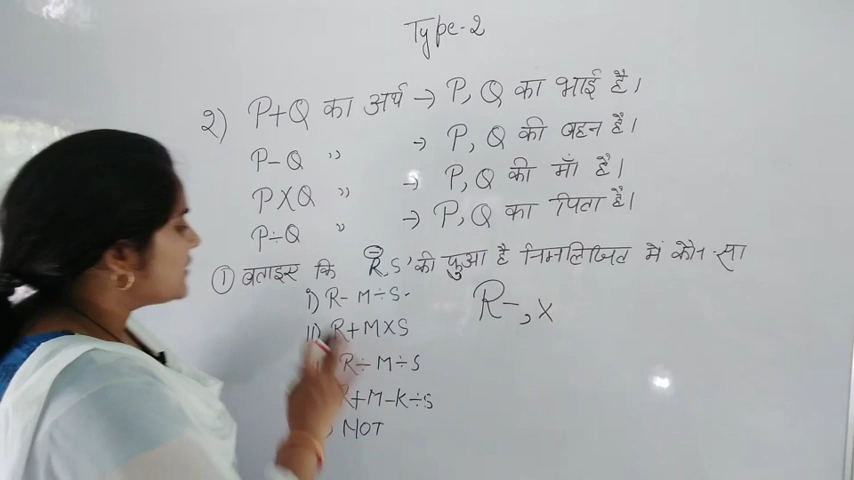 Type-2
2) P+Q का अर्थ → P, Q का भाई है।
P-Q " → P, Q की बहन है।
P×Q " → P, Q की माँ है।
P÷Q " → P, Q का पिता है।
① बताइए कि R, S' की फुआ है निम्नलिखित में कौन-सा
i) R- M÷S-
R-, ×
ii) R+M×S
R÷M÷S
R+M-K÷S
NOT